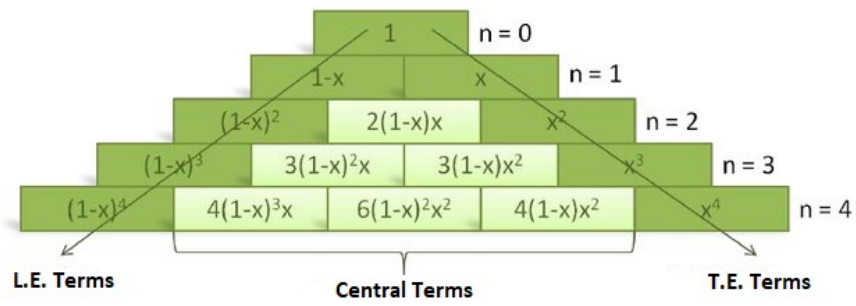 1 n = 0
1-x x n = 1
(1-x)² 2(1-x)x x² n = 2
(1-x)³ 3(1-x)²x 3(1-x)x² x³ n = 3
(1-x)⁴ 4(1-x)³x 6(1-x)²x² 4(1-x)x² x⁴ n = 4
L.E. Terms Central Terms T.E. Terms